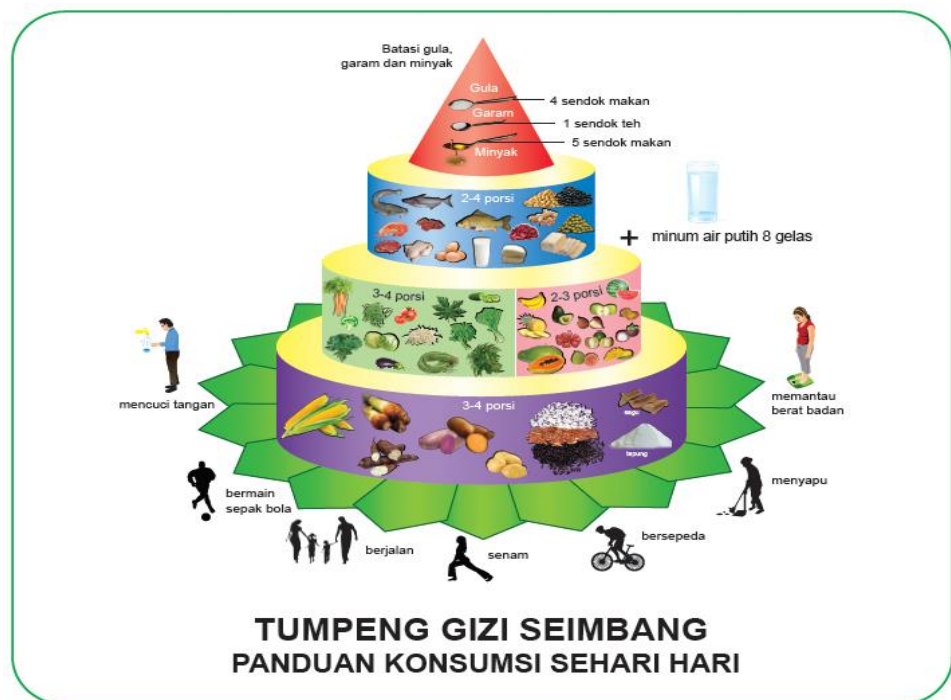 Batasi gula,
garam dan minyak
Gula
4 sendok makan
Garam
1 sendok teh
5 sendok makan
Minyak
2-4 porsi
+ minum air putih 8 gelas
3-4 porsi
2-3 porsi
3-4 porsi
sagu
tepung
mencuci tangan
memantau
berat badan
bermain
sepak bola
menyapu
berjalan
senam
bersepeda
TUMPENG GIZI SEIMBANG
PANDUAN KONSUMSI SEHARI HARI